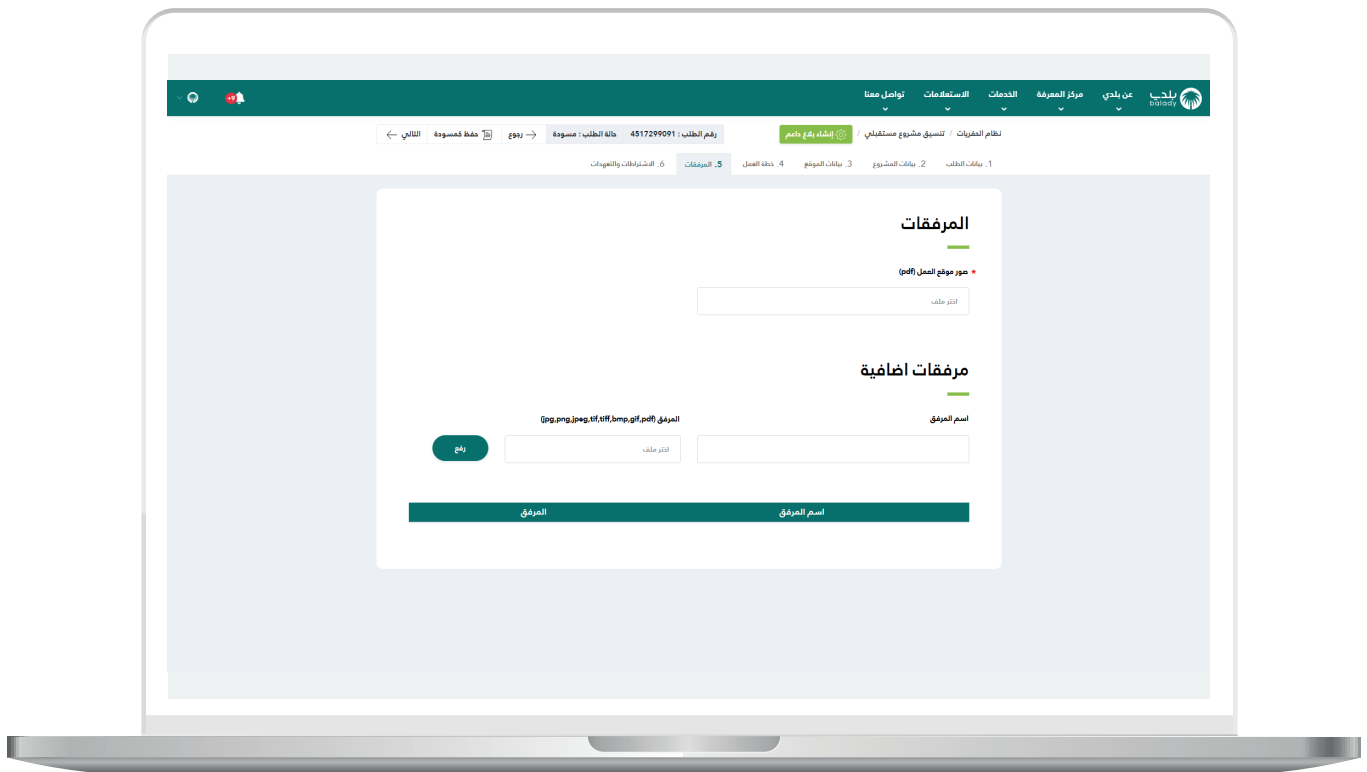 بلدي balady
عن بلدي مركز المعرفة الخدمات الاستعلامات تواصل معنا
+9
نظام الحفريات / تنسيق مشروع مستقبلي / إنشاء بلاغ داعم
رقم الطلب : 4517299091 حالة الطلب : مسودة رجوع حفظ كمسودة التالي
1. بيانات الطلب 2. بيانات المشروع 3. بيانات الموقع 4. خطة العمل 5. المرفقات 6. الاشتراطات والتعهدات
المرفقات
* صور موقع العمل (pdf)
اختر ملف
مرفقات اضافية
اسم المرفق المرفق (jpg,png,jpeg,tif,tiff,bmp,gif,pdf)
اختر ملف رفع
اسم المرفق المرفق